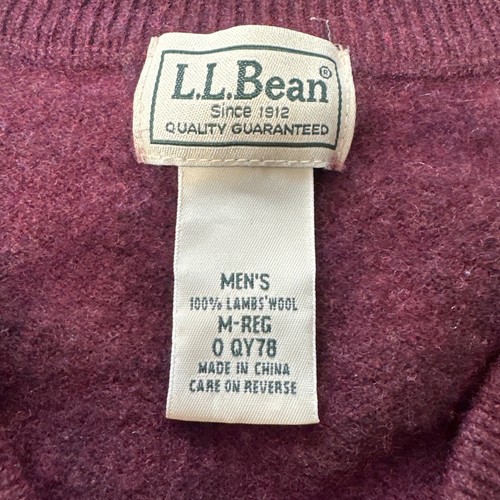 L.L.Bean®
Since 1912
QUALITY GUARANTEED
MEN'S
100% LAMBS' WOOL
M-REG
0 QY78
MADE IN CHINA
CARE ON REVERSE